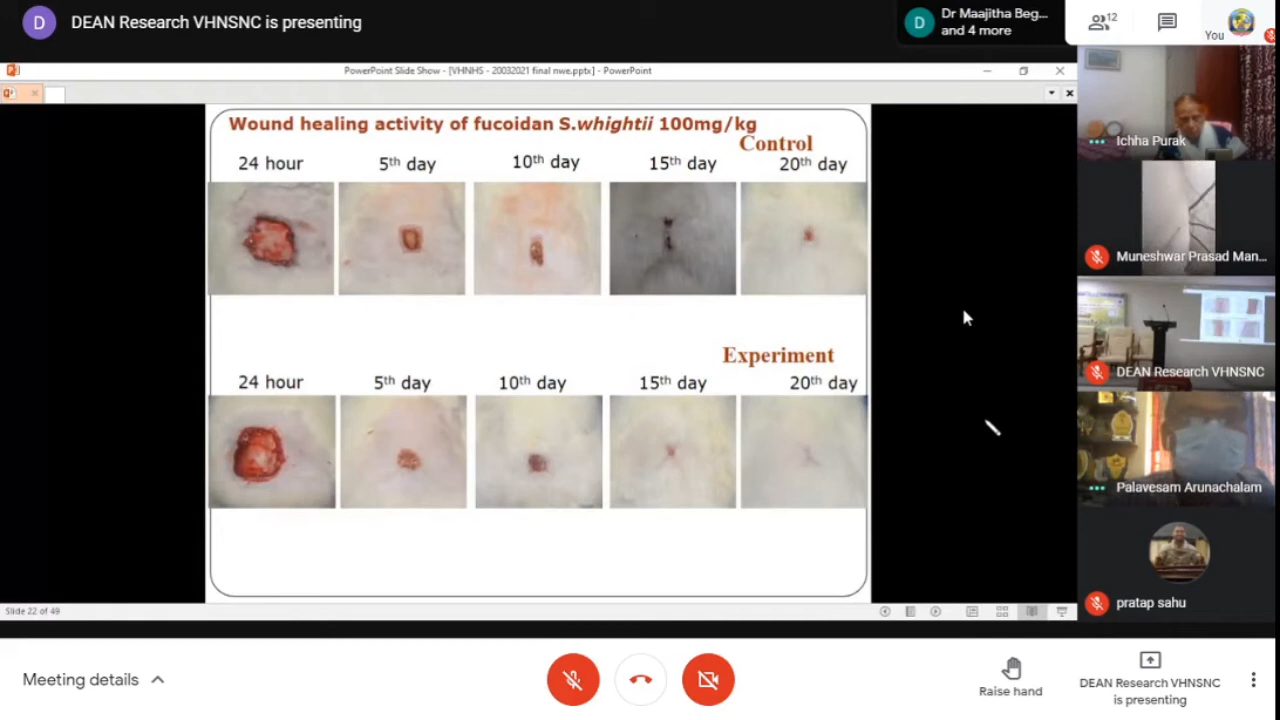 D DEAN Research VHNSNC is presenting
D Dr Maajitha Beg...
and 4 more
12
You
PowerPoint Slide Show - [VHNHS - 20032021 final nwe.pptx] - PowerPoint
Wound healing activity of fucoidan S.whightii 100mg/kg
Control
24 hour 5th day 10th day 15th day 20th day
Experiment
24 hour 5th day 10th day 15th day 20th day
Slide 22 of 49
Ichha Purak
Muneshwar Prasad Man...
DEAN Research VHNSNC
Palavesam Arunachalam
pratap sahu
Meeting details
Raise hand
DEAN Research VHNSNC
is presenting